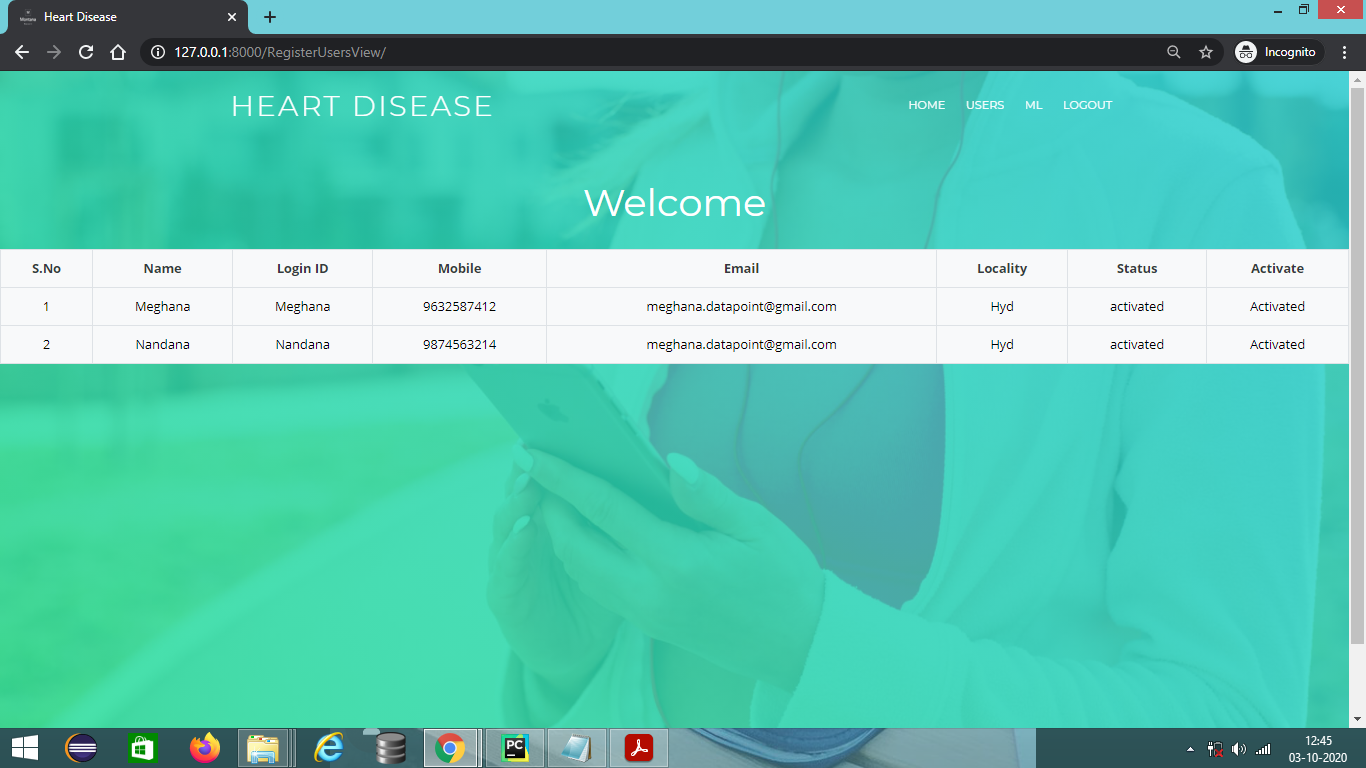 Heart Disease
127.0.0.1:8000/RegisterUsersView/
Incognito
HEART DISEASE
HOME USERS ML LOGOUT
Welcome
S.No Name Login ID Mobile Email Locality Status Activate
1 Meghana Meghana 9632587412 meghana.datapoint@gmail.com Hyd activated Activated
2 Nandana Nandana 9874563214 meghana.datapoint@gmail.com Hyd activated Activated
PC
12:45
03-10-2020